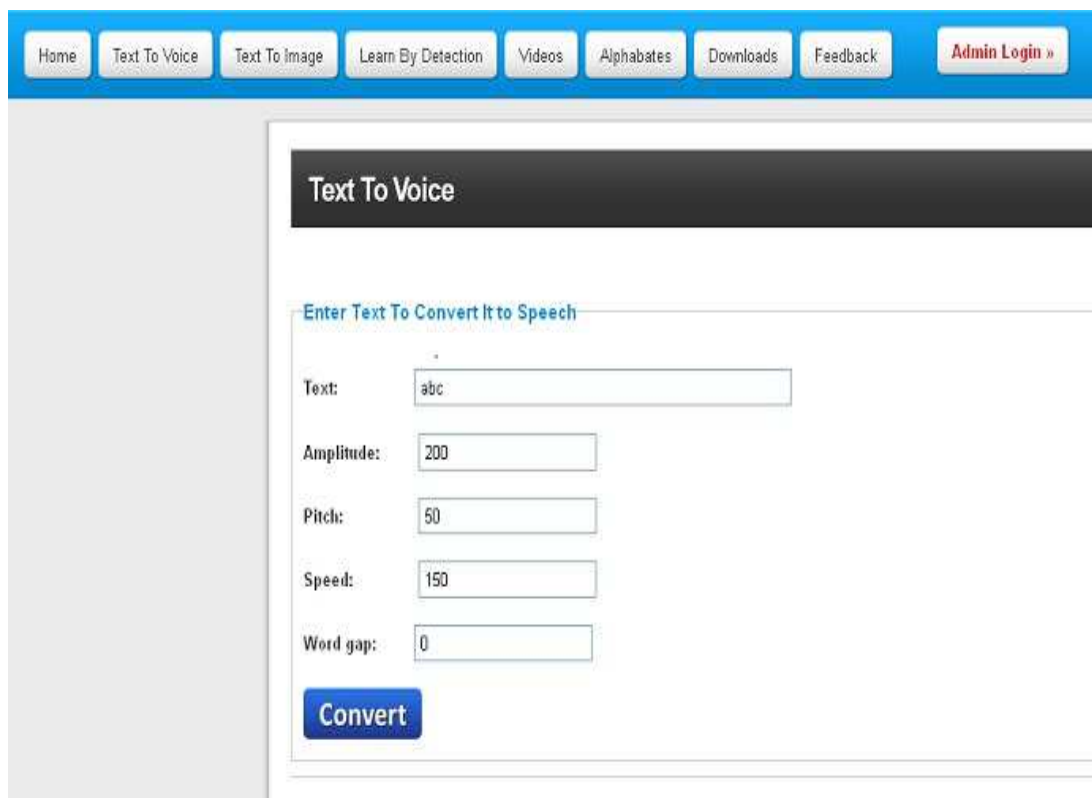 Home Text To Voice Text To Image Learn By Detection Videos Alphabates Downloads Feedback Admin Login »
Text To Voice
Enter Text To Convert It to Speech
Text: abc
Amplitude: 200
Pitch: 50
Speed: 150
Word gap: 0
Convert